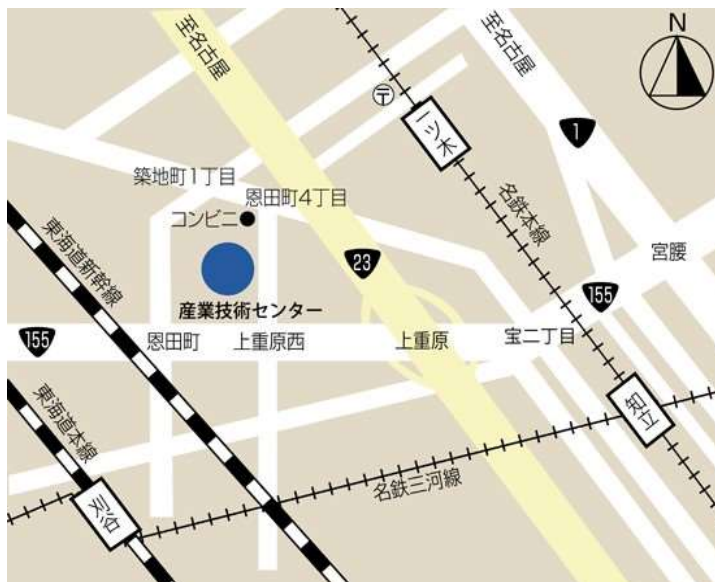 至名古屋
至名古屋
N
〒
一ツ木
1
築地町1丁目
恩田町4丁目
コンビニ
名鉄本線
東海道新幹線
23
宮腰
産業技術センター
155
155
恩田町
上重原西
上重原
宝二丁目
東海道本線
知立
名鉄三河線
刈谷